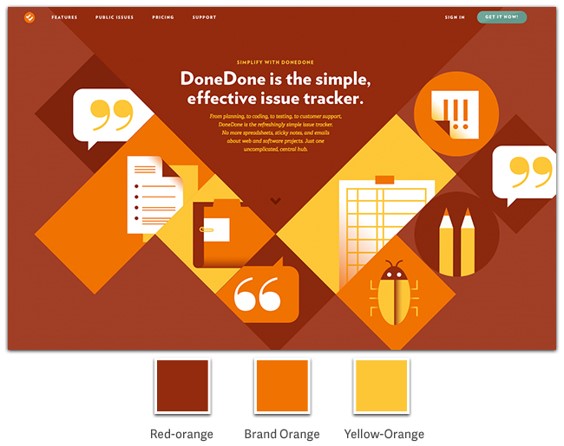 FEATURES PUBLIC ISSUES PRICING SUPPORT SIGN IN GET IT NOW!
SIMPLIFY WITH DONEDONE
DoneDone is the simple,
effective issue tracker.
From planning, to coding, to testing, to customer support,
DoneDone is the refreshingly simple issue tracker.
No more spreadsheets, sticky notes, and emails
about web and software projects. Just one
uncomplicated, central hub.
Red-orange Brand Orange Yellow-Orange